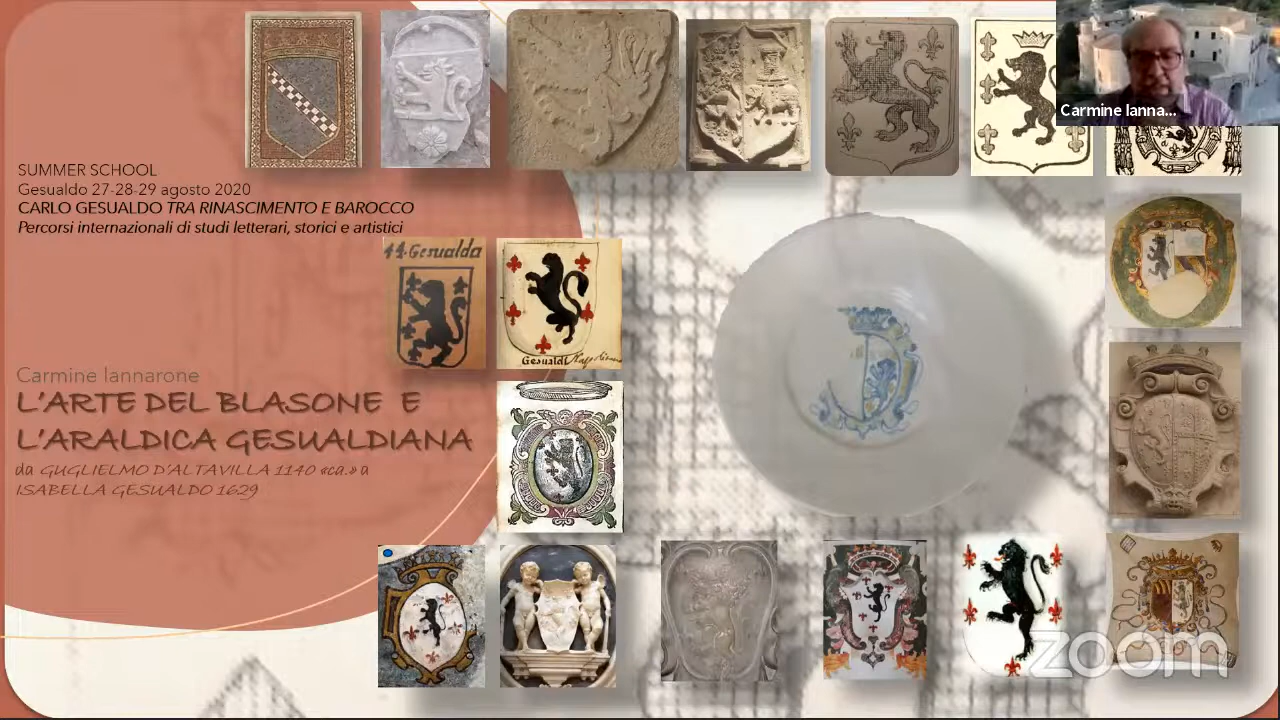 Carmine Ianna...
SUMMER SCHOOL
Gesualdo 27-28-29 agosto 2020
CARLO GESUALDO TRA RINASCIMENTO E BAROCCO
Percorsi internazionali di studi letterari, storici e artistici
44. Gesualda
Gesualdi Napolitano
Carmine Iannarone
L'ARTE DEL BLASONE E
L'ARALDICA GESUALDIANA
da GUGLIELMO D'ALTAVILLA 1140 «ca.» a
ISABELLA GESUALDO 1629
zoom